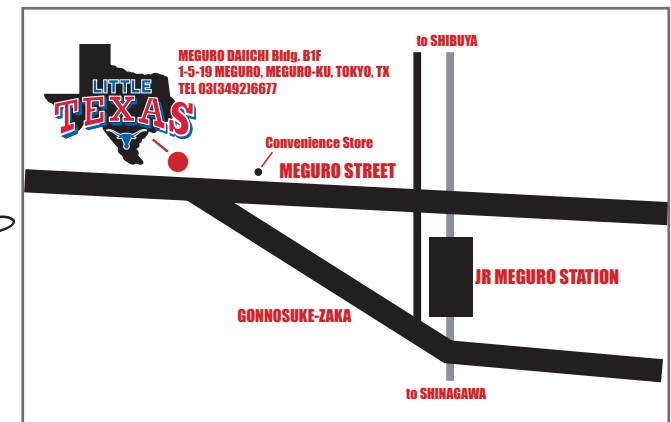 to SHIBUYA
MEGURO DAIICHI Bldg. B1F
1-5-19 MEGURO, MEGURO-KU, TOKYO, TX
TEL 03(3492)6677
LITTLE
TEXAS
Convenience Store
MEGURO STREET
JR MEGURO STATION
GONNOSUKE-ZAKA
to SHINAGAWA